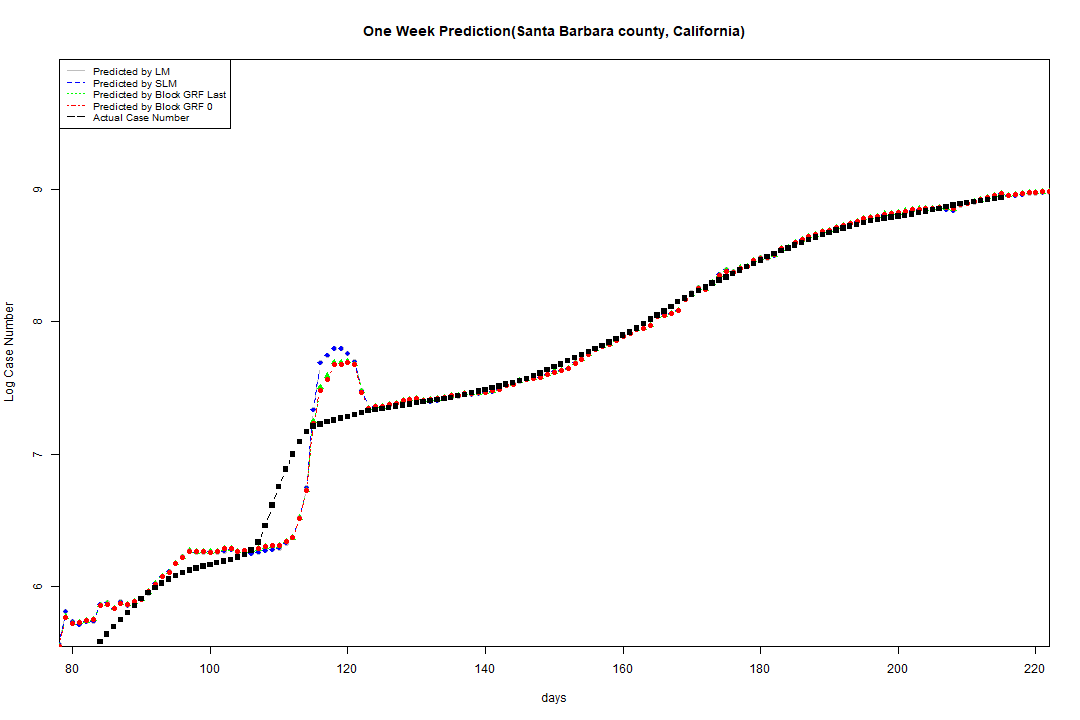 One Week Prediction(Santa Barbara county, California)
Predicted by LM
Predicted by SLM
Predicted by Block GRF Last
Predicted by Block GRF 0
Actual Case Number
9
8
7
6
Log Case Number
80 100 120 140 160 180 200 220
days